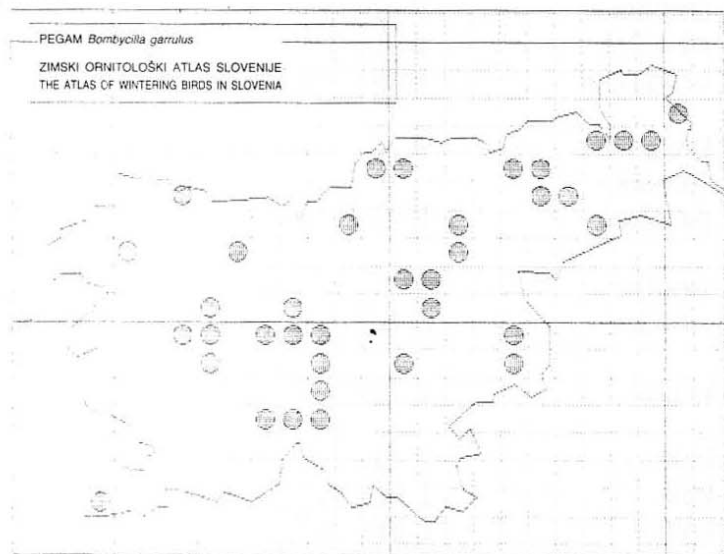 PEGAM Bombycilla garrulus
ZIMSKI ORNITOLOŠKI ATLAS SLOVENIJE
THE ATLAS OF WINTERING BIRDS IN SLOVENIA